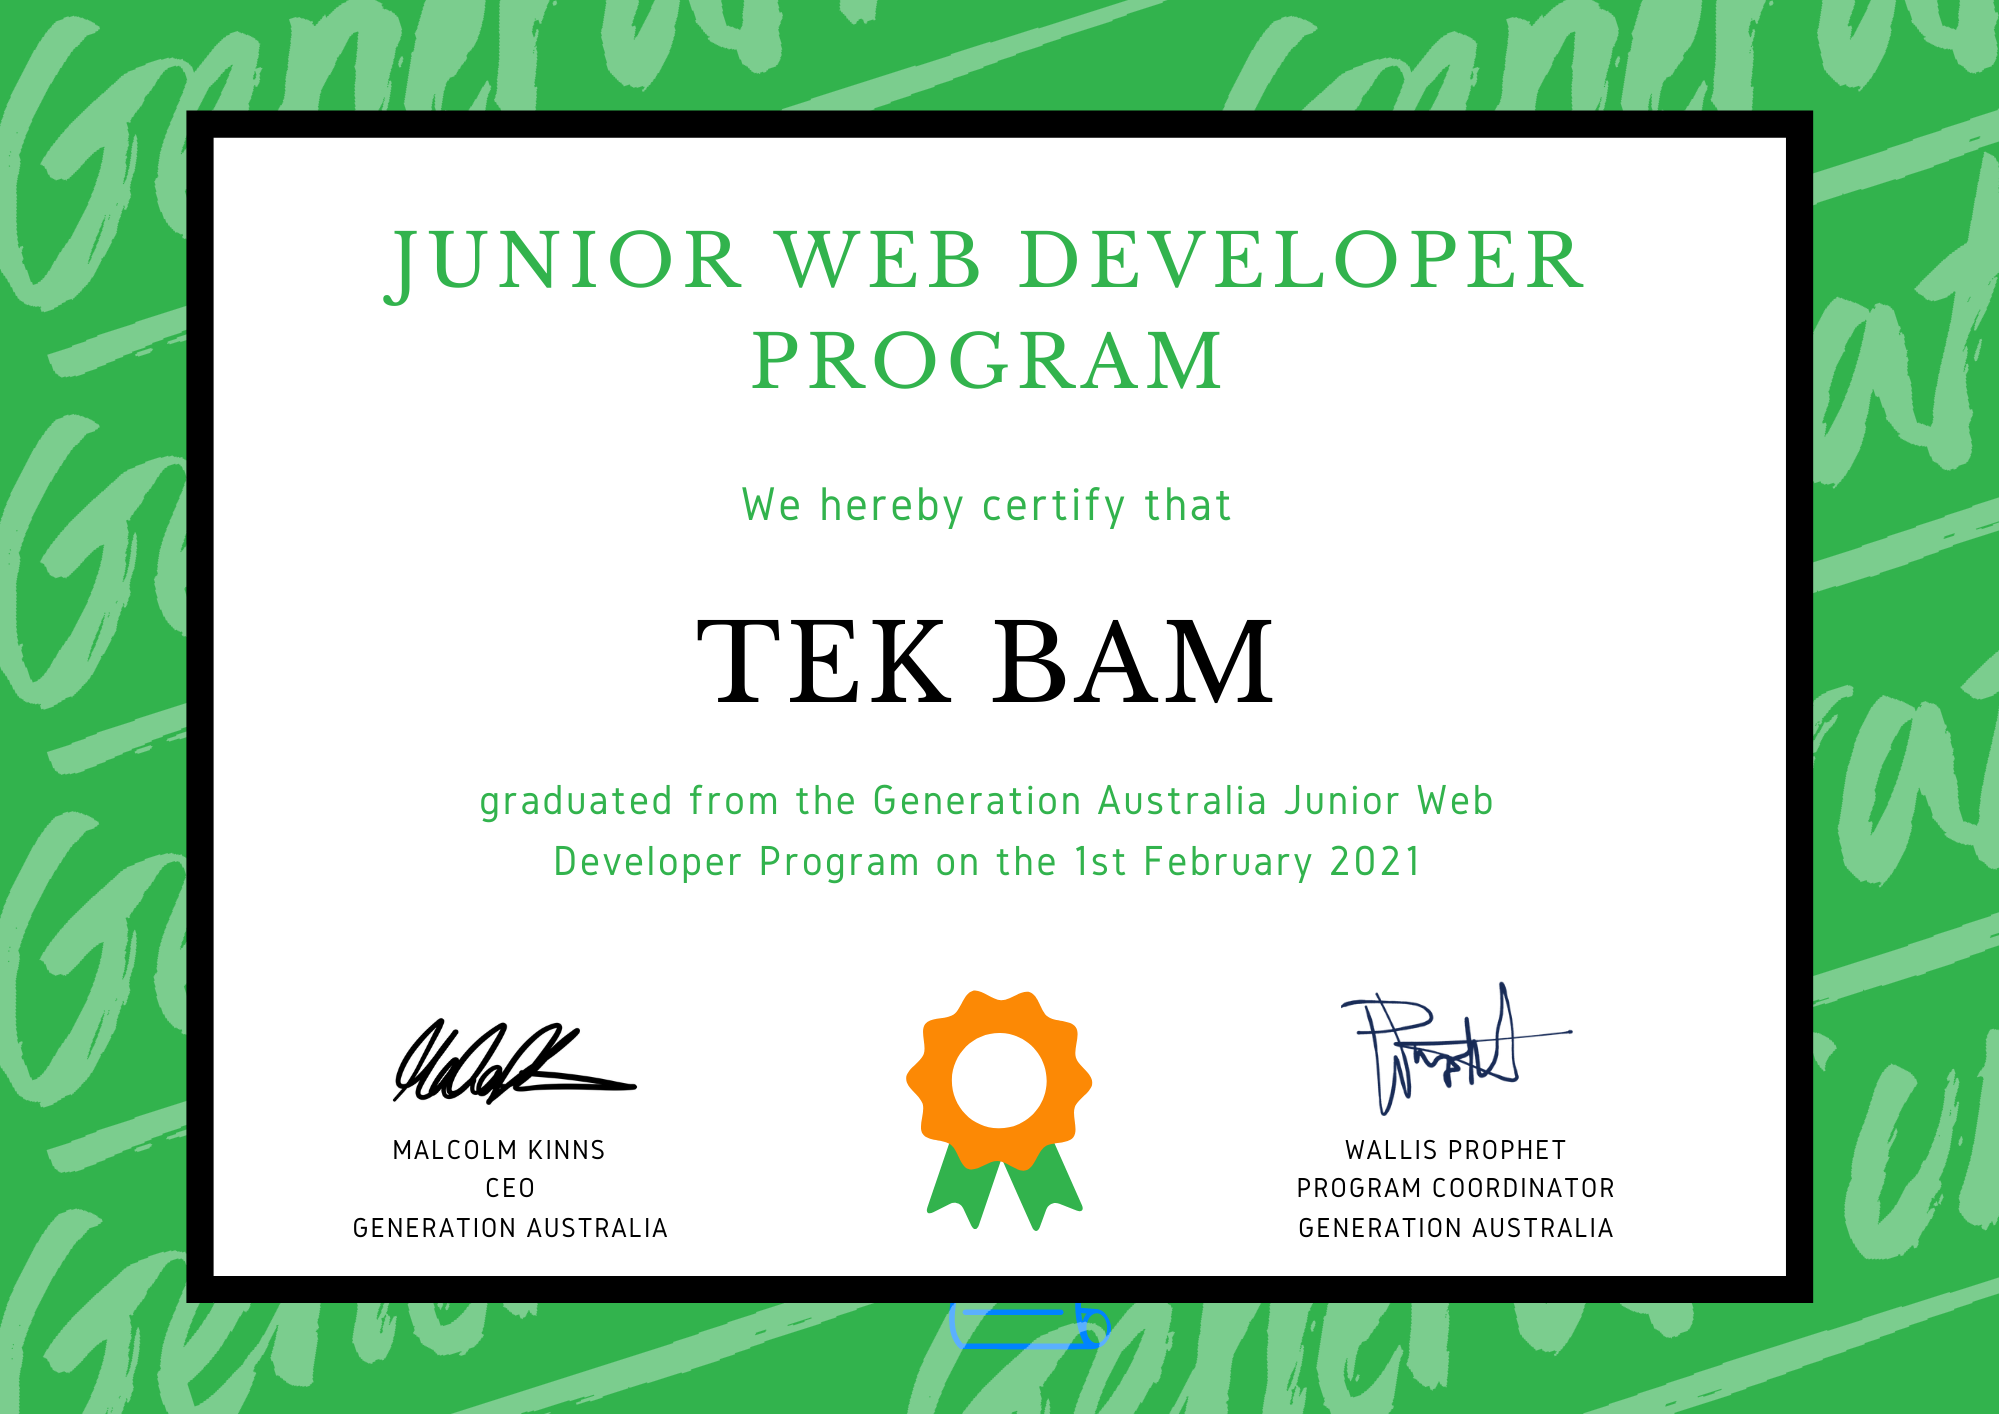 JUNIOR WEB DEVELOPER
PROGRAM
We hereby certify that
TEK BAM
graduated from the Generation Australia Junior Web
Developer Program on the 1st February 2021
MALCOLM KINNS
CEO
GENERATION AUSTRALIA
WALLIS PROPHET
PROGRAM COORDINATOR
GENERATION AUSTRALIA